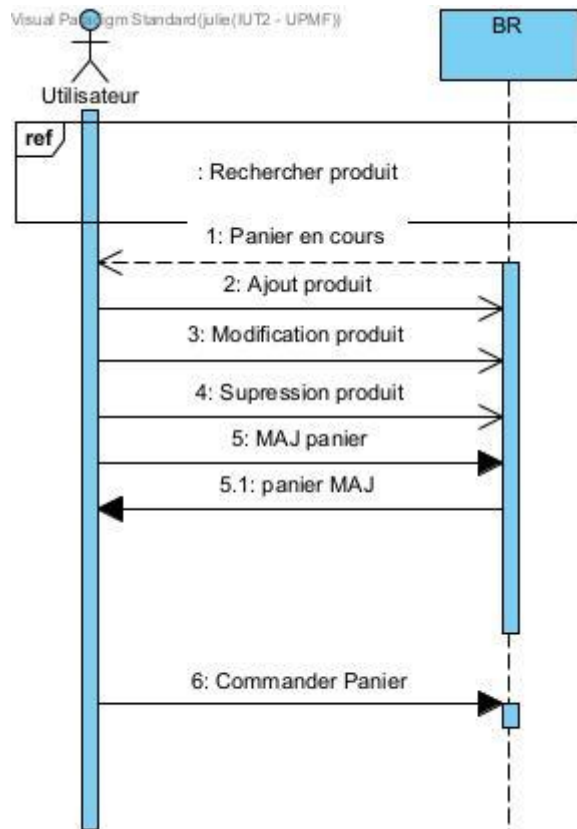 Visual Paradigm Standard(julie(IUT2 - UPMF))
BR
Utilisateur
ref
: Rechercher produit
1: Panier en cours
2: Ajout produit
3: Modification produit
4: Supression produit
5: MAJ panier
5.1: panier MAJ
6: Commander Panier